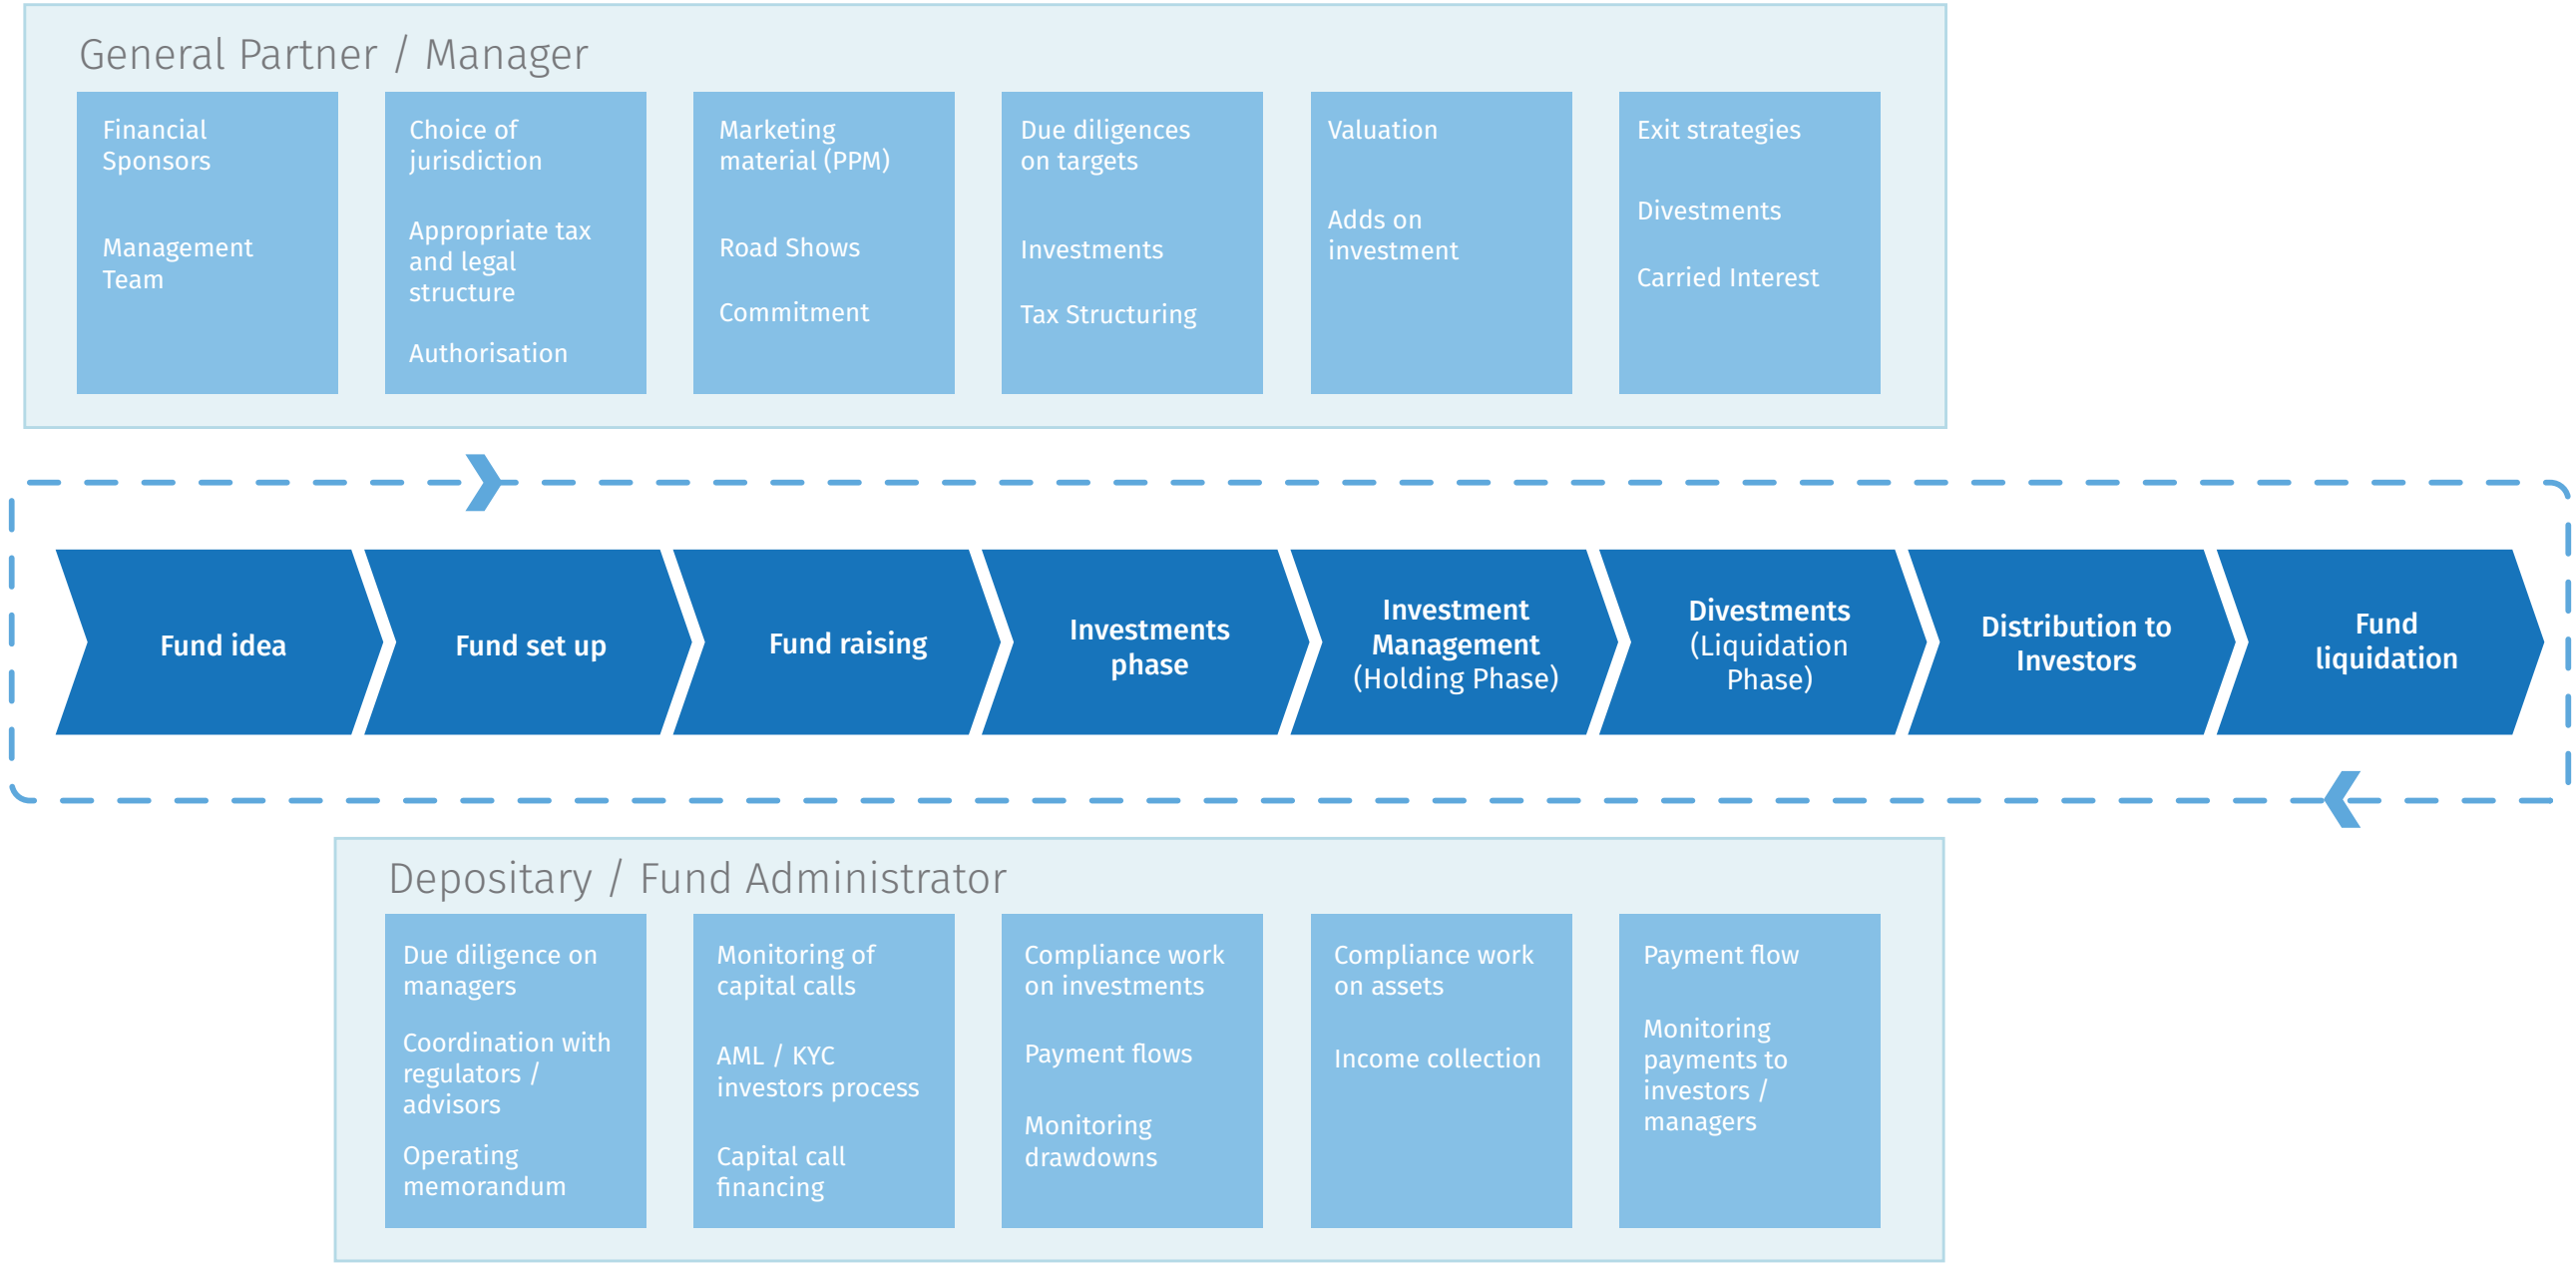 General Partner / Manager
Financial
Sponsors
Management
Team
Choice of
jurisdiction
Appropriate tax
and legal
structure
Authorisation
Marketing
material (PPM)
Road Shows
Commitment
Due diligences
on targets
Investments
Tax Structuring
Valuation
Adds on
investment
Exit strategies
Divestments
Carried Interest
Fund idea
Fund set up
Fund raising
Investments
phase
Investment
Management
(Holding Phase)
Divestments
(Liquidation
Phase)
Distribution to
Investors
Fund
liquidation
Depositary / Fund Administrator
Due diligence on
managers
Coordination with
regulators /
advisors
Operating
memorandum
Monitoring of
capital calls
AML / KYC
investors process
Capital call
financing
Compliance work
on investments
Payment flows
Monitoring
drawdowns
Compliance work
on assets
Income collection
Payment flow
Monitoring
payments to
investors /
managers